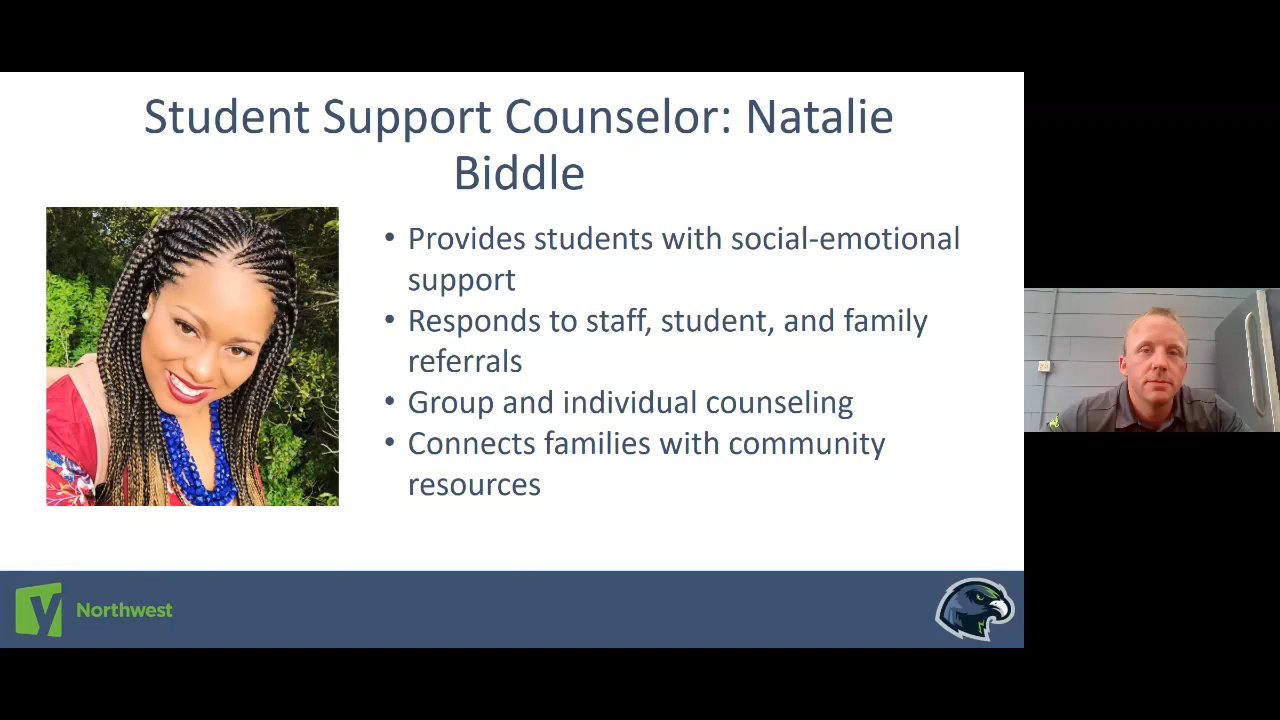 Student Support Counselor: Natalie
Biddle
• Provides students with social-emotional
support
• Responds to staff, student, and family
referrals
• Group and individual counseling
• Connects families with community
resources
Y Northwest